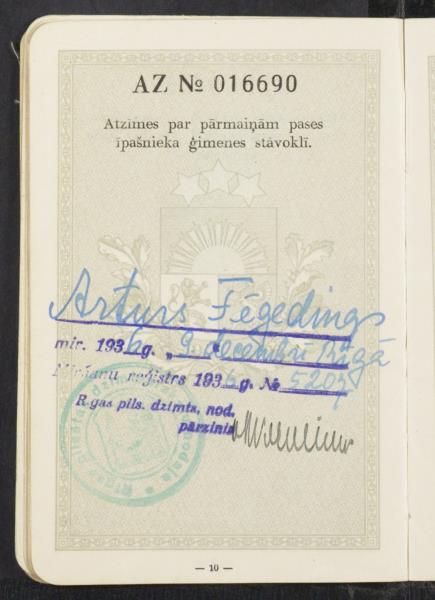 AZ № 016690
Atzīmes par pārmaiņām pases
īpašnieka ģimenes stāvoklī.
Arturs Fēgedings
mir. 1936 g. „ 9. decembrī Rīgā
Miršanu reģistrs 1936 g. № 5203
Rīgas pils. dzimts. nod.
pārzinis
— 10 —